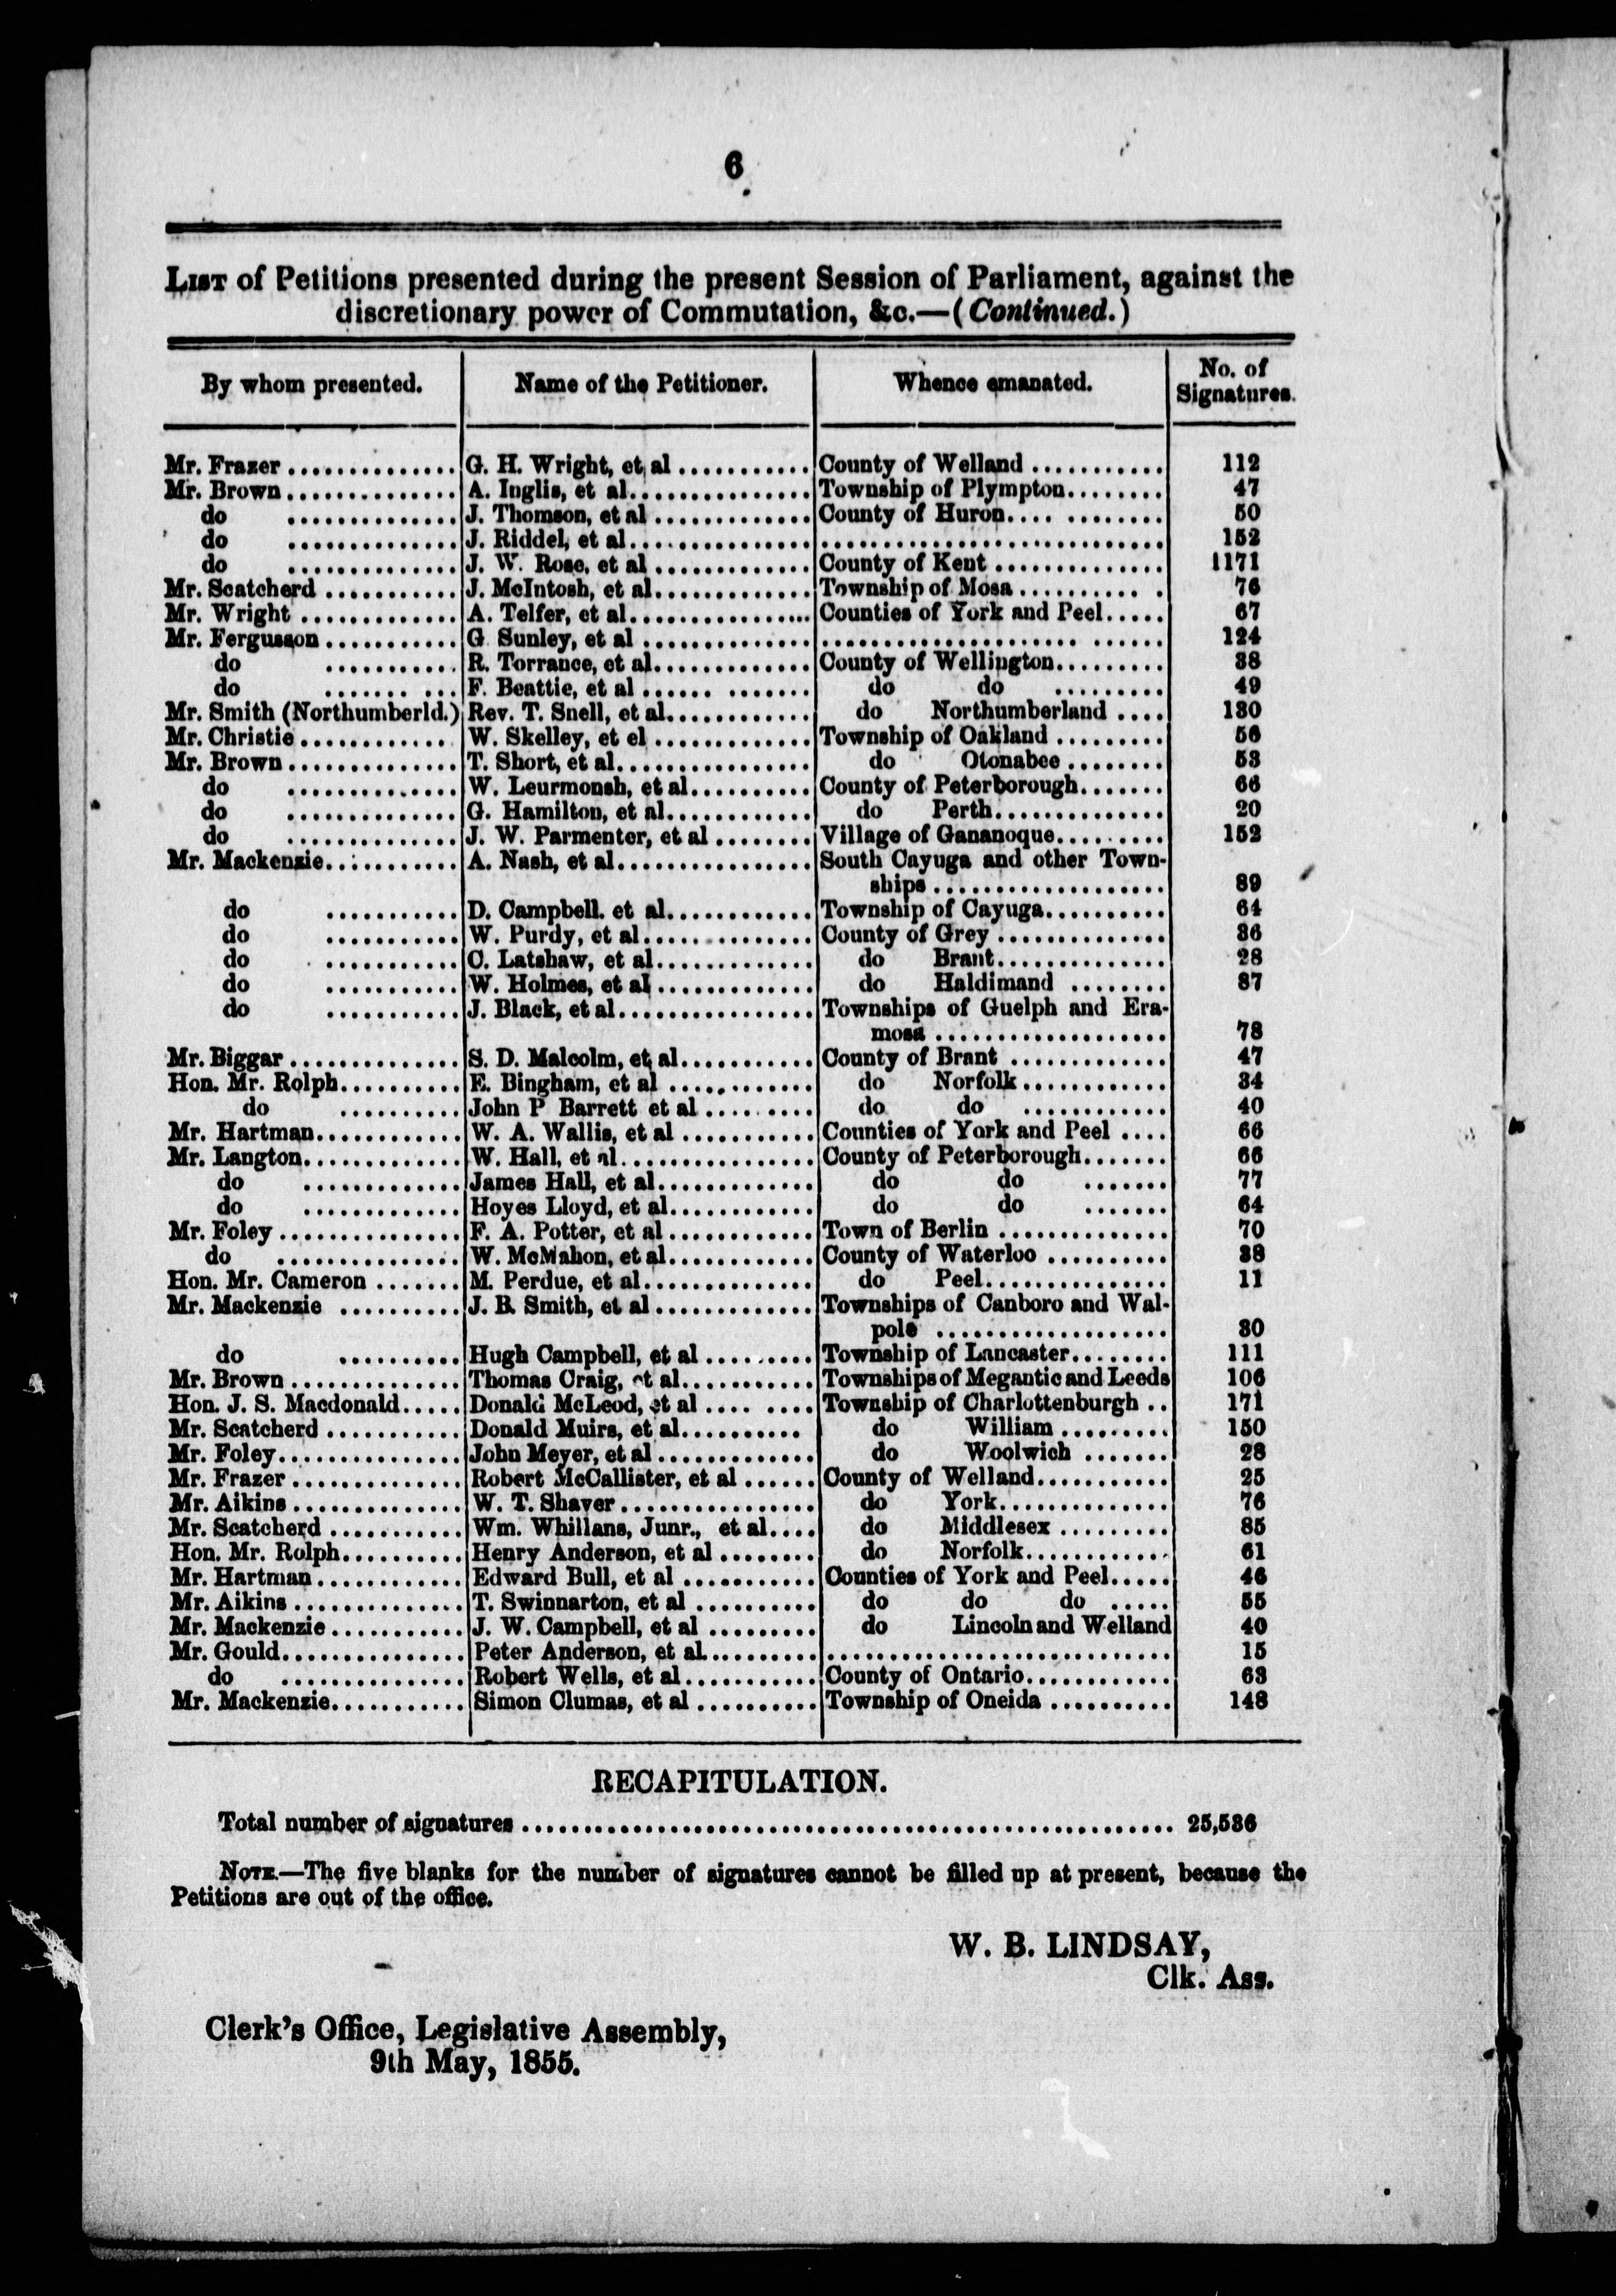 6
LIST of Petitions presented during the present Session of Parliament, against the
discretionary power of Commutation, &c.—(Continued.)
By whom presented. Name of the Petitioner. Whence emanated. No. of Signatures.
Mr. Frazer .............. G. H. Wright, et al ........... County of Welland ........... 112
Mr. Brown .............. A. Inglis, et al............... Township of Plympton........ 47
do .............. J. Thomson, et al ............. County of Huron.... ........ 50
do .............. J. Riddel, et al............... ............................ 152
do .............. J. W. Rose, et al ............. County of Kent .............. 1171
Mr. Scatcherd ........... J. McIntosh, et al............. Township of Mosa .......... . 76
Mr. Wright ............. A. Telfer, et al............... Counties of York and Peel..... 67
Mr. Fergusson ........... G Sunley, et al .............. ..................... ...... 124
do ........... R. Torrance, et al............. County of Wellington......... 38
do ....... ... F. Beattie, et al ...... ....... do do ......... 49
Mr. Smith (Northumberld.) Rev. T. Snell, et al............ do Northumberland .... 130
Mr. Christie............. W. Skelley, et el ............. Township of Oakland ......... 56
Mr. Brown .............. T. Short, et al................ do Otonabee ........ 53
do .............. W. Leurmonsh, et al.......... County of Peterborough....... 66
do .............. G. Hamilton, et al............ do Perth.............. 20
do .............. J. W. Parmenter, et al ........ Village of Gananoque......... 152
Mr. Mackenzie........... A. Nash, et al................ South Cayuga and other Town-
ships ................... 89
do ........... D. Campbell. et al............ Township of Cayuga.......... 64
do ........... W. Purdy, et al.............. County of Grey .............. 36
do ........... C. Latshaw, et al............. do Brant.............. 28
do ........... W. Holmes, et al ............. do Haldimand ........ 87
do ........... J. Black, et al................ Townships of Guelph and Era-
mosa ................... 78
Mr. Biggar .............. S. D. Malcolm, et al........... County of Brant ............. 47
Hon. Mr. Rolph.......... E. Bingham, et al ............ do Norfolk............ 34
do .......... John P Barrett et al ......... do do ............ 40
Mr. Hartman............ W. A. Wallis, et al ........... Counties of York and Peel .... 66
Mr. Langton............. W. Hall, et al................ County of Peterborough....... 66
do ............. James Hall, et al............. do do ....... 77
do ............. Hoyes Lloyd, et al............ do do ....... 64
Mr. Foley ............... F. A. Potter, et al ............ Town of Berlin .............. 70
do ............... W. McMahon, et al............ County of Waterloo .......... 38
Hon. Mr. Cameron ....... M. Perdue, et al.............. do Peel............... 11
Mr. Mackenzie .......... J. B. Smith, et al ............. Townships of Canboro and Wal-
pole ................... 80
do .......... Hugh Campbell, et al ......... Township of Lancaster........ 111
Mr. Brown .............. Thomas Craig, et al........... Townships of Megantic and Leeds 106
Hon. J. S. Macdonald..... Donald McLeod, et al .... .... Township of Charlottenburgh .. 171
Mr. Scatcherd ........... Donald Muirs, et al.......... do William ......... 150
Mr. Foley............... John Meyer, et al ............. do Woolwich ....... 28
Mr. Frazer .............. Robert McCallister, et al ...... County of Welland........... 25
Mr. Aikins .............. W. T. Shaver ................ do York.............. 76
Mr. Scatcherd ........... Wm. Whillans, Junr., et al.... do Middlesex ......... 85
Hon. Mr. Rolph.......... Henry Anderson, et al ........ do Norfolk............ 61
Mr. Hartman............ Edward Bull, et al ........... Counties of York and Peel..... 46
Mr. Aikins .............. T. Swinnarton, et al .......... do do do ..... 55
Mr. Mackenzie ........... J. W. Campbell, et al ......... do Lincoln and Welland 40
Mr. Gould............... Peter Anderson, et al.......... ............................ 15
do ............... Robert Wells, et al........... County of Ontario............ 63
Mr. Mackenzie........... Simon Clumas, et al .......... Township of Oneida .......... 148
RECAPITULATION.
Total number of signatures .................................................... 25,536
NOTE.—The five blanks for the number of signatures cannot be filled up at present, because the
Petitions are out of the office.
W. B. LINDSAY,
Clk. Ass.
Clerk's Office, Legislative Assembly,
9th May, 1855.